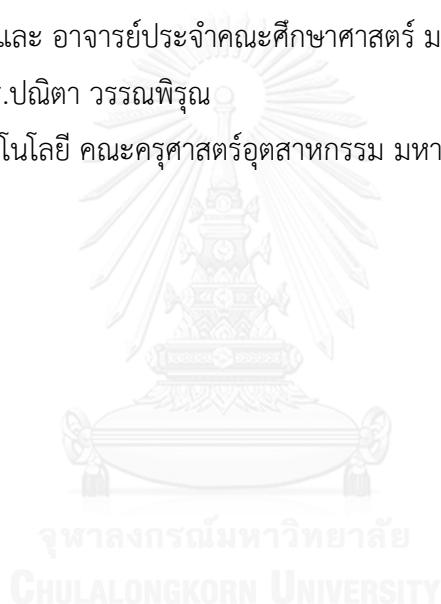 และ อาจารย์ประจำคณะศึกษาศาสตร์ ม
.ปณิตา วรรณพิรุณ
โนโลยี คณะครุศาสตร์อุตสาหกรรม มหา
จุฬาลงกรณ์มหาวิทยาลัย
CHULALONGKORN UNIVERSITY